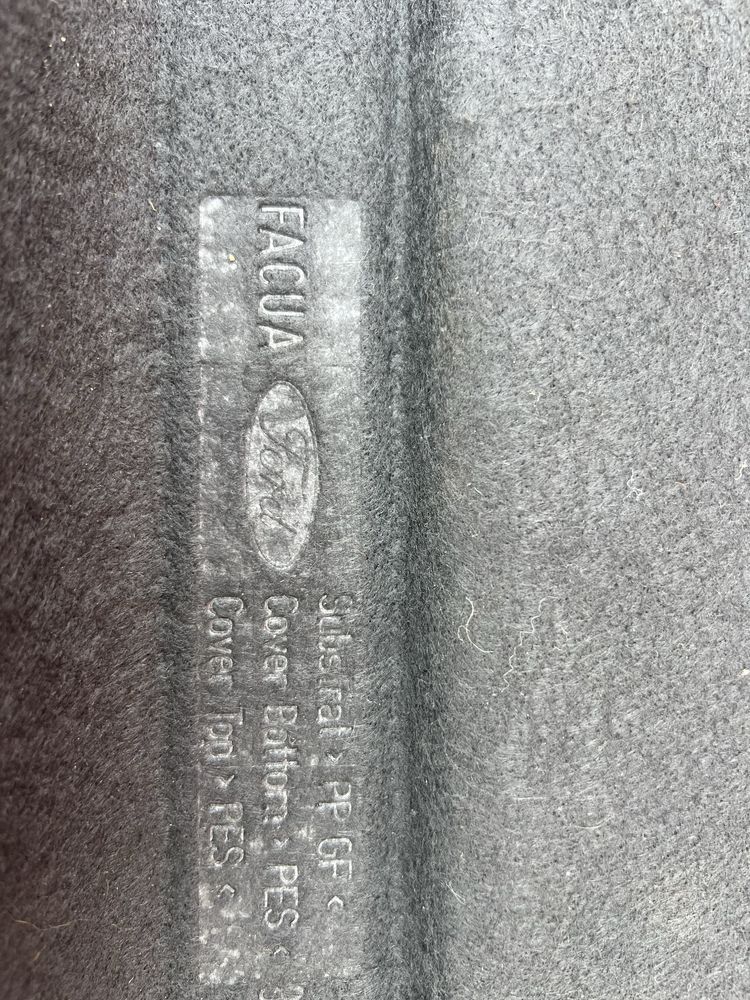 FACUA
Ford
Substrat > PP GF <
Cover Bottom > PES <
Cover Top > PES <